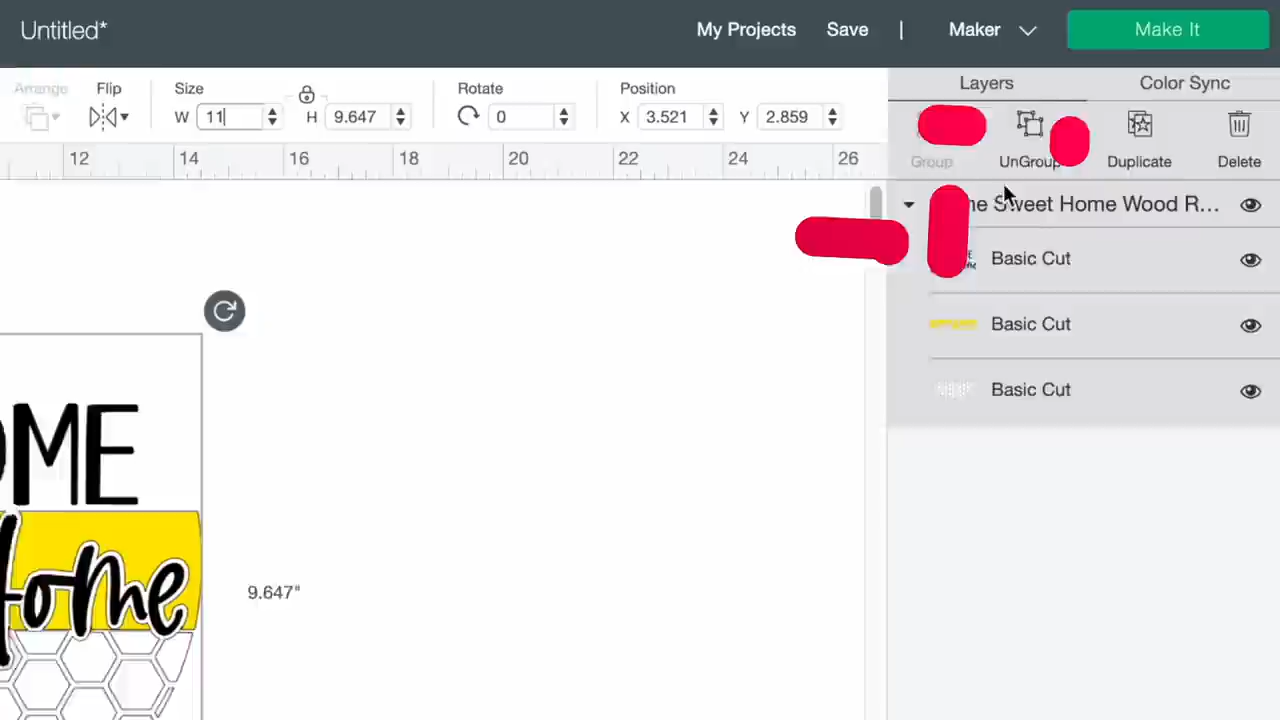 Untitled*
My Projects Save | Maker Make It
Arrange Flip Size Rotate Position Layers Color Sync
W 11 H 9.647 0 X 3.521 Y 2.859
Group UnGroup Duplicate Delete
12 14 16 18 20 22 24 26
Sweet Home Wood R...
Basic Cut
Basic Cut
Basic Cut
OME
Home
9.647"